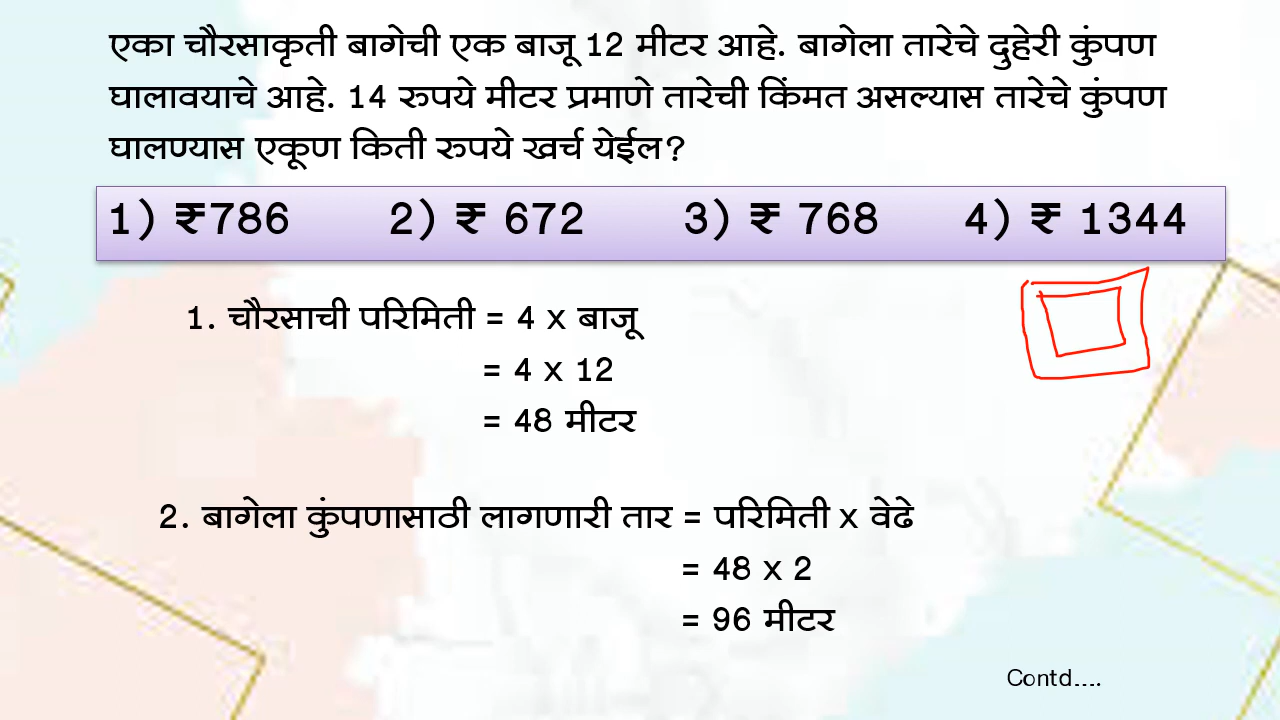 एका चौरसाकृती बागेची एक बाजू 12 मीटर आहे. बागेला तारेचे दुहेरी कुंपण
घालावयाचे आहे. 14 रुपये मीटर प्रमाणे तारेची किंमत असल्यास तारेचे कुंपण
घालण्यास एकूण किती रुपये खर्च येईल?
1) ₹786 2) ₹ 672 3) ₹ 768 4) ₹ 1344
1. चौरसाची परिमिती = 4 x बाजू
= 4 x 12
= 48 मीटर
2. बागेला कुंपणासाठी लागणारी तार = परिमिती x वेढे
= 48 x 2
= 96 मीटर
Contd....